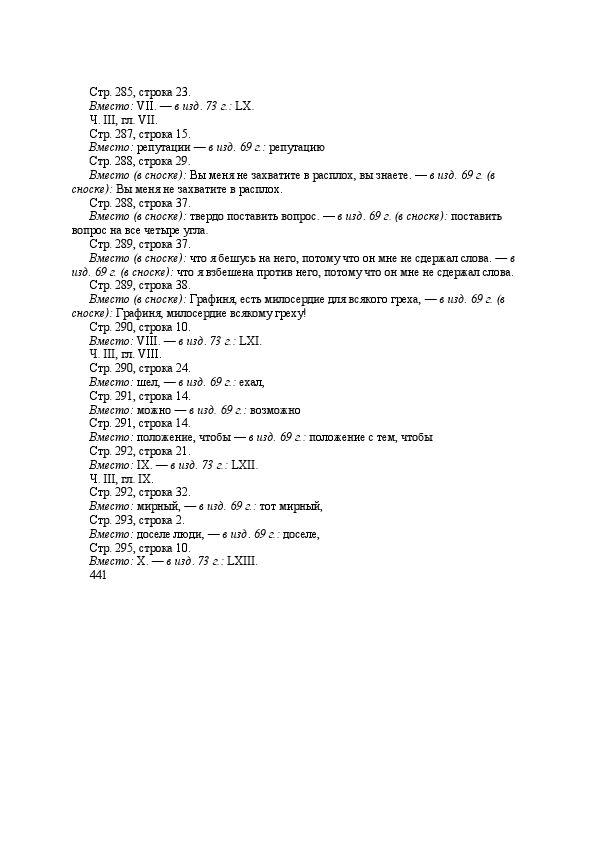 Стр. 285, строка 23.
Вместо: VII. — в изд. 73 г.: LX.
Ч. III, гл. VII.
Стр. 287, строка 15.
Вместо: репутации — в изд. 69 г.: репутацию
Стр. 288, строка 29.
Вместо (в сноске): Вы меня не захватите в расплох, вы знаете. — в изд. 69 г. (в
сноске): Вы меня не захватите в расплох.
Стр. 288, строка 37.
Вместо (в сноске): твердо поставить вопрос. — в изд. 69 г. (в сноске): поставить
вопрос на все четыре угла.
Стр. 289, строка 37.
Вместо (в сноске): что я бешусь на него, потому что он мне не сдержал слова. — в
изд. 69 г. (в сноске): что я взбешена против него, потому что он мне не сдержал слова.
Стр. 289, строка 38.
Вместо (в сноске): Графиня, есть милосердие для всякого греха, — в изд. 69 г. (в
сноске): Графиня, милосердие всякому греху!
Стр. 290, строка 10.
Вместо: VIII. — в изд. 73 г.: LXI.
Ч. III, гл. VIII.
Стр. 290, строка 24.
Вместо: шел, — в изд. 69 г.: ехал,
Стр. 291, строка 14.
Вместо: можно — в изд. 69 г.: возможно
Стр. 291, строка 14.
Вместо: положение, чтобы — в изд. 69 г.: положение с тем, чтобы
Стр. 292, строка 21.
Вместо: IX. — в изд. 73 г.: LXII.
Ч. III, гл. IX.
Стр. 292, строка 32.
Вместо: мирный, — в изд. 69 г.: тот мирный,
Стр. 293, строка 2.
Вместо: доселе люди, — в изд. 69 г.: доселе,
Стр. 295, строка 10.
Вместо: X. — в изд. 73 г.: LXIII.
441